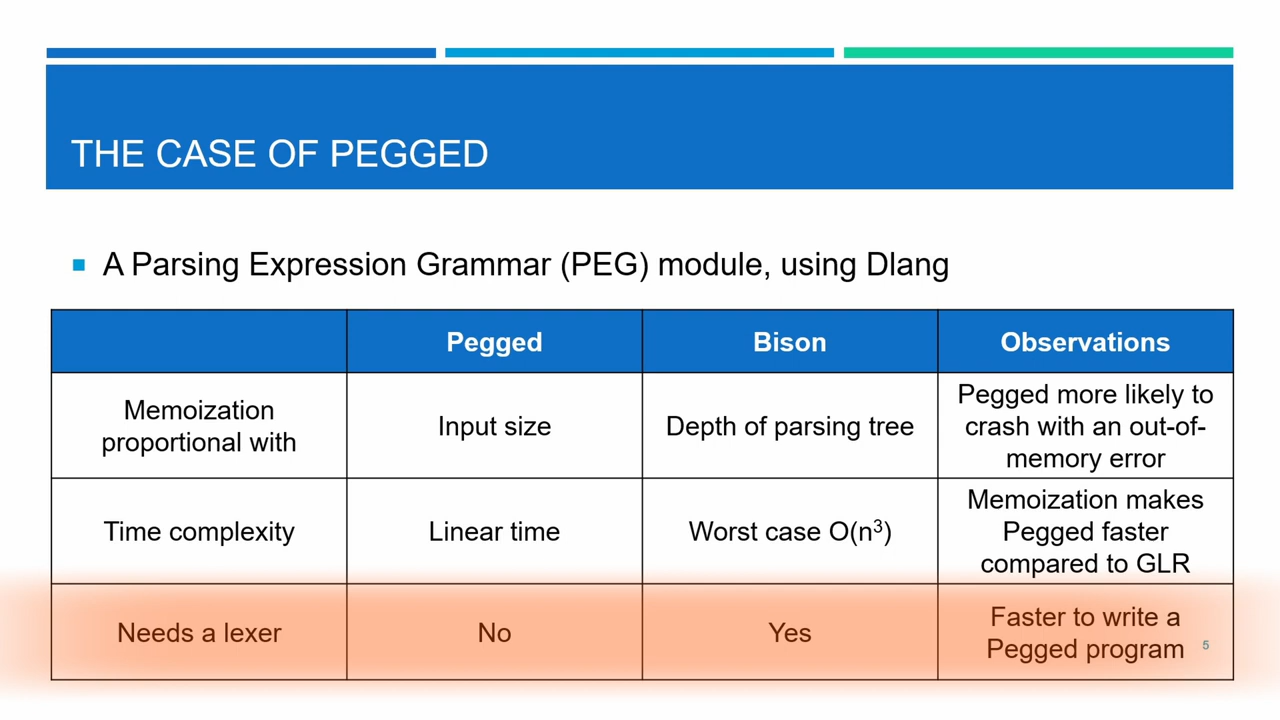 THE CASE OF PEGGED
A Parsing Expression Grammar (PEG) module, using Dlang
Pegged
Bison
Observations
Memoization
proportional with
Input size
Depth of parsing tree
Pegged more likely to
crash with an out-of-
memory error
Time complexity
Linear time
Worst case O(n³)
Memoization makes
Pegged faster
compared to GLR
Needs a lexer
No
Yes
Faster to write a
Pegged program
5